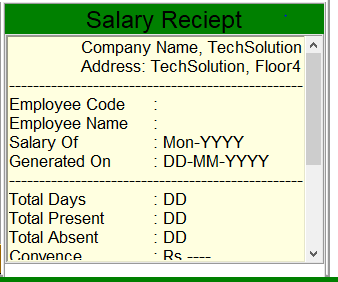 Salary Reciept
Company Name, TechSolution
Address: TechSolution, Floor4
-----------------------------------------------
Employee Code :
Employee Name :
Salary Of : Mon-YYYY
Generated On : DD-MM-YYYY
-----------------------------------------------
Total Days : DD
Total Present : DD
Total Absent : DD
Convence : Rs.----